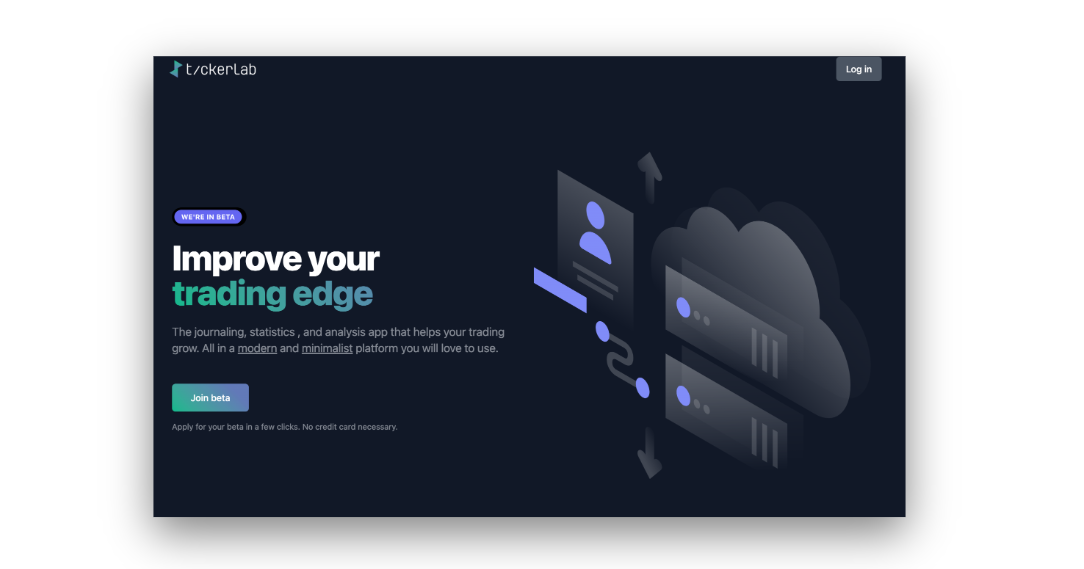 t/ckerlab
Log in
WE'RE IN BETA
Improve your
trading edge
The journaling, statistics , and analysis app that helps your trading
grow. All in a modern and minimalist platform you will love to use.
Join beta
Apply for your beta in a few clicks. No credit card necessary.